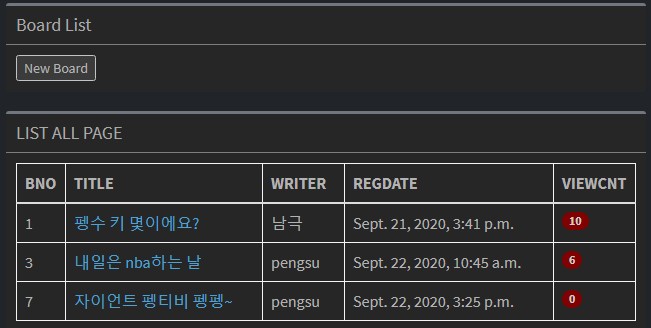 Board List
New Board
LIST ALL PAGE
BNO TITLE WRITER REGDATE VIEWCNT
1 펭수 키 몇이에요? 남극 Sept. 21, 2020, 3:41 p.m. 10
3 내일은 nba하는 날 pengsu Sept. 22, 2020, 10:45 a.m. 6
7 자이언트 펭티비 펭펭~ pengsu Sept. 22, 2020, 3:25 p.m. 0